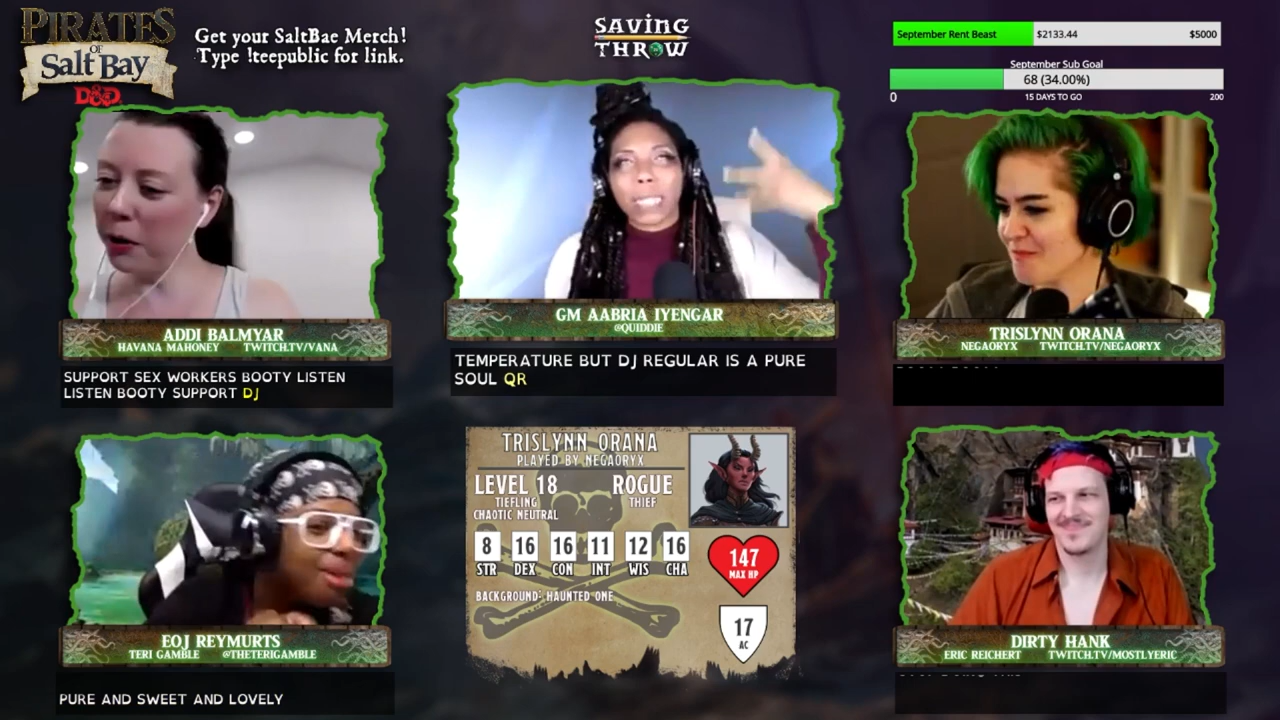 PIRATES
OF
Salt Bay
D&D
Get your SaltBae Merch!
Type !teepublic for link.
SAVING
THROW
September Rent Beast $2133.44 $5000
September Sub Goal
68 (34.00%)
0 15 DAYS TO GO 200
ADDI BALMYAR
HAVANA MAHONEY TWITCH.TV/VANA
SUPPORT SEX WORKERS BOOTY LISTEN
LISTEN BOOTY SUPPORT DJ
GM AABRIA IYENGAR
@QUIDDIE
TEMPERATURE BUT DJ REGULAR IS A PURE
SOUL QR
TRISLYNN ORANA
NEGAORYX TWITCH.TV/NEGAORYX
EOJ REYMURTS
TERI GAMBLE @THETERIGAMBLE
PURE AND SWEET AND LOVELY
TRISLYNN ORANA
PLAYED BY NEGAORYX
LEVEL 18 ROGUE
TIEFLING THIEF
CHAOTIC NEUTRAL
8 16 16 11 12 16
STR DEX CON INT WIS CHA
147
MAX HP
BACKGROUND: HAUNTED ONE
17
AC
DIRTY HANK
ERIC REICHERT TWITCH.TV/MOSTLYERIC